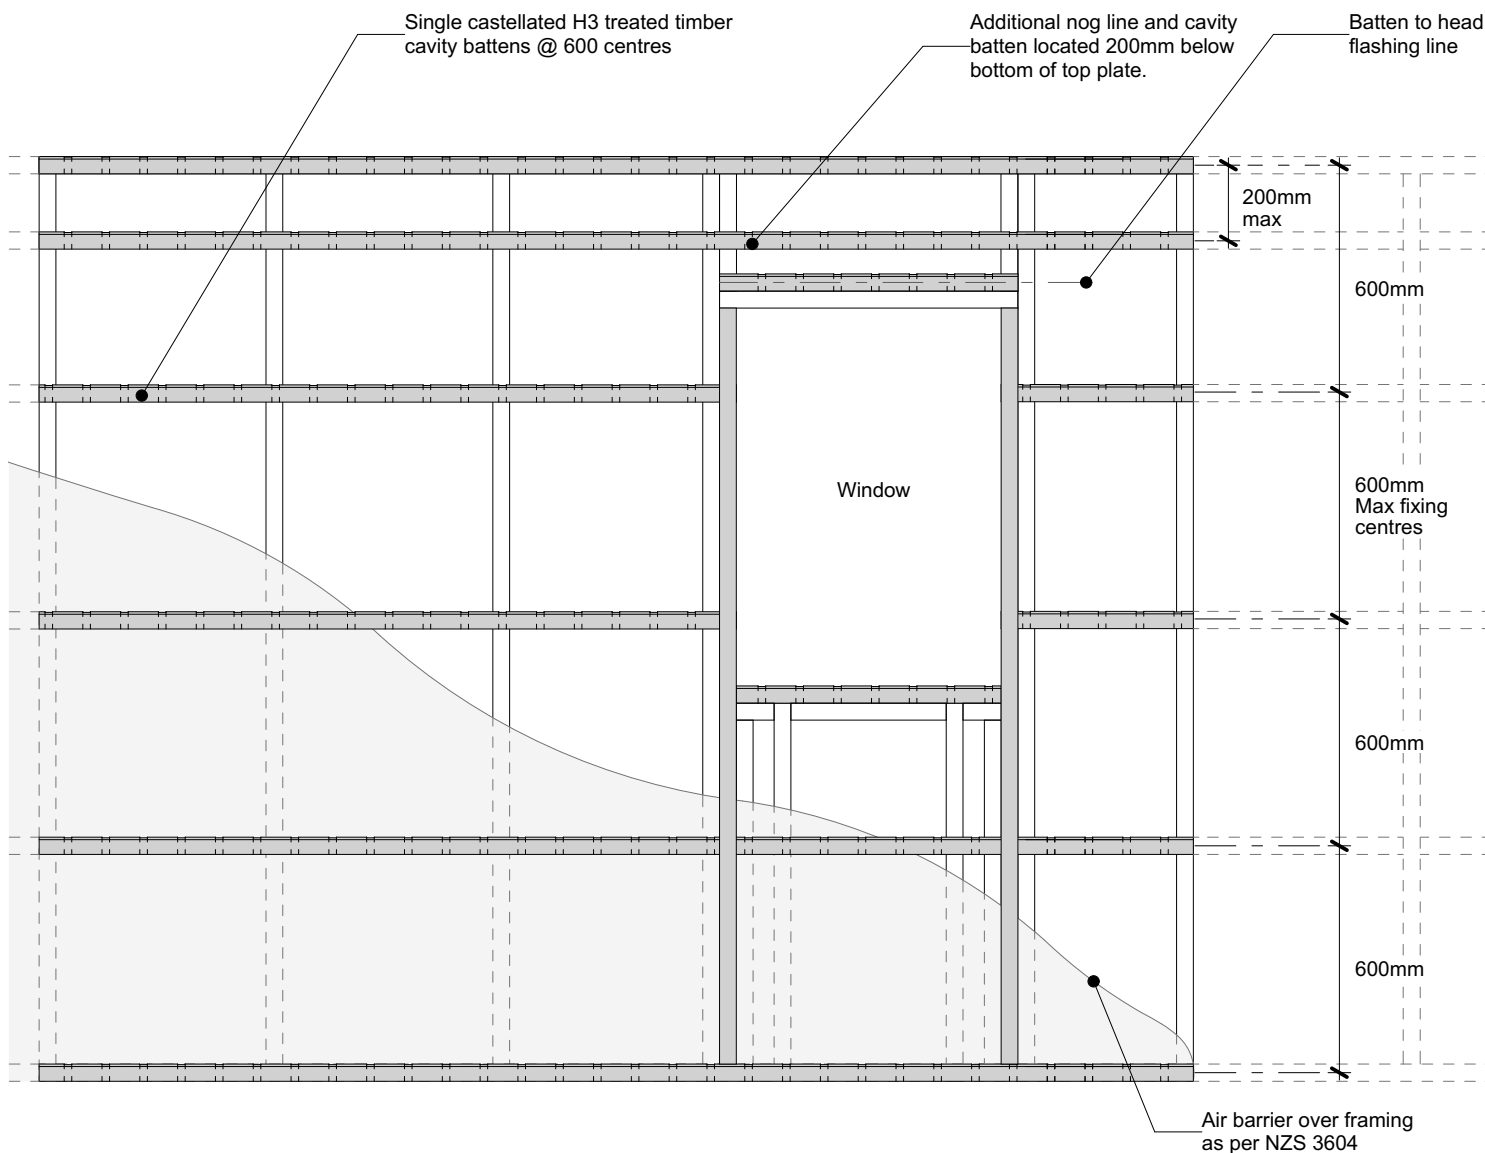 Single castellated H3 treated timber
cavity battens @ 600 centres
Additional nog line and cavity
batten located 200mm below
bottom of top plate.
Batten to head
flashing line
200mm
max
600mm
Window
600mm
Max fixing
centres
600mm
600mm
Air barrier over framing
as per NZS 3604